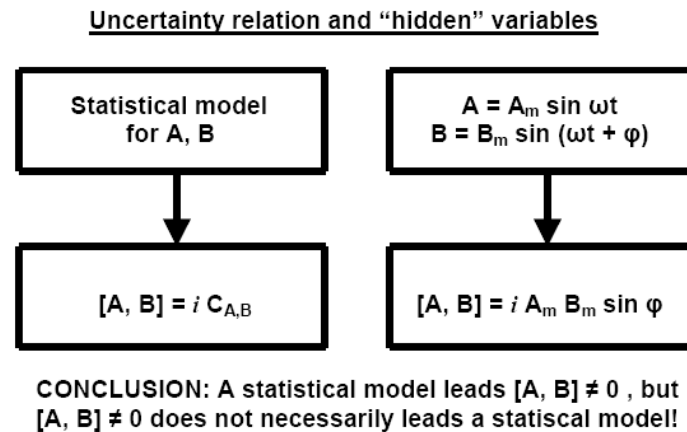 Uncertainty relation and “hidden” variables
Statistical model
for A, B
A = Aₘ sin ωt
B = Bₘ sin (ωt + φ)
[A, B] = i C_A,B
[A, B] = i Aₘ Bₘ sin φ
CONCLUSION: A statistical model leads [A, B] ≠ 0 , but
[A, B] ≠ 0 does not necessarily leads a statiscal model!